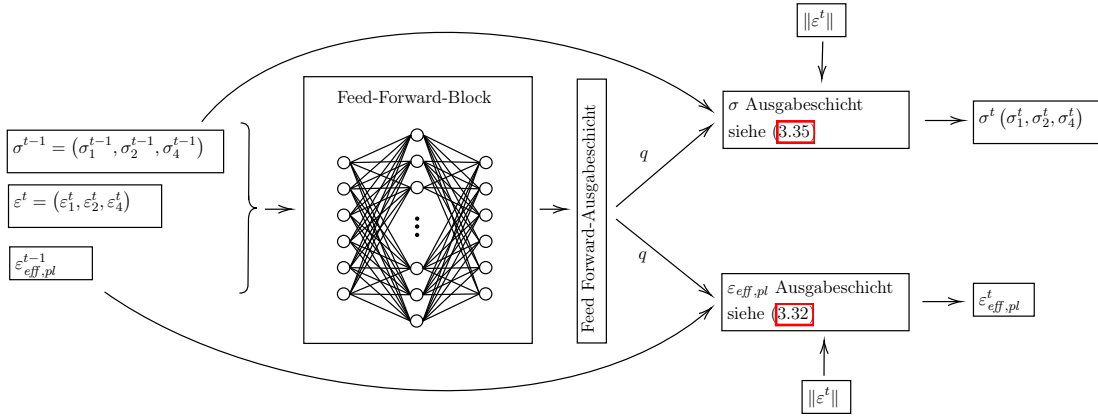 ‖ε^t‖
Feed-Forward-Block
σ Ausgabeschicht
siehe (3.35)
σ^t (σ_1^t, σ_2^t, σ_4^t)
σ^{t−1} = (σ_1^{t−1}, σ_2^{t−1}, σ_4^{t−1})
q
ε^t = (ε_1^t, ε_2^t, ε_4^t)
Feed Forward-Ausgabeschicht
ε_{eff,pl}^{t−1}
q
ε_{eff,pl} Ausgabeschicht
siehe (3.32)
ε_{eff,pl}^t
‖ε^t‖